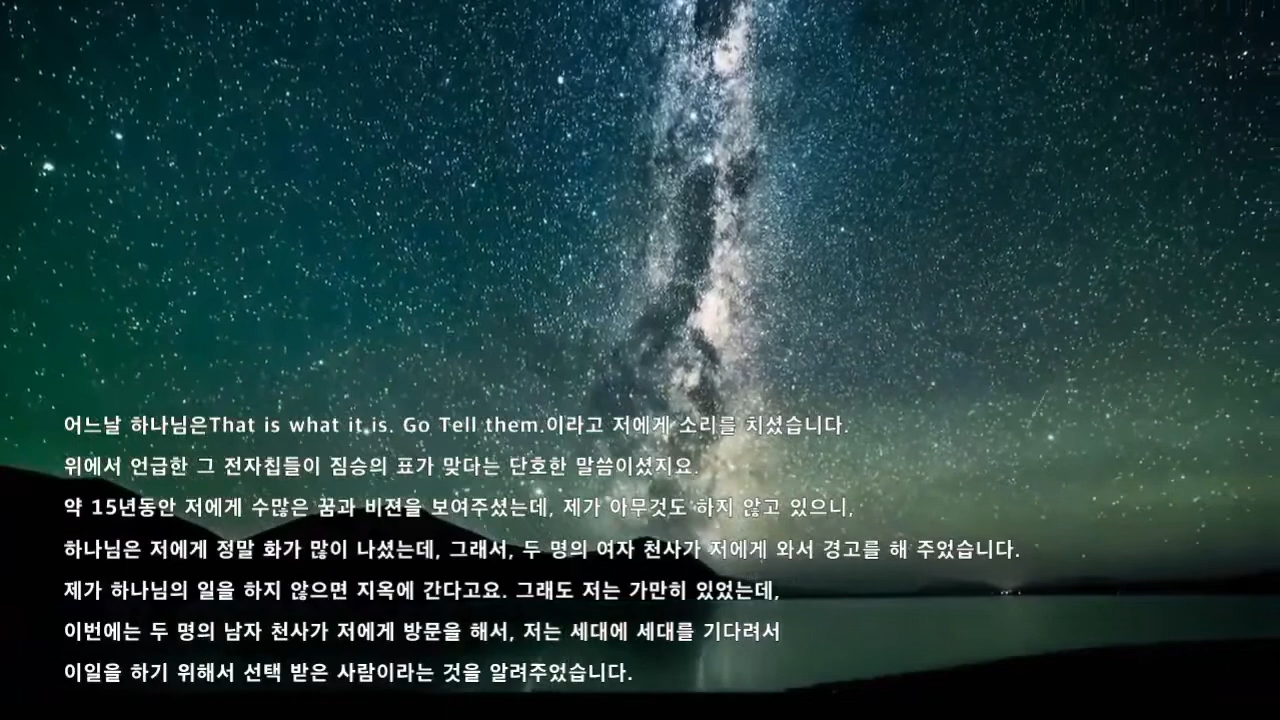 어느날 하나님은That is what it is. Go Tell them.이라고 저에게 소리를 치셨습니다.
위에서 언급한 그 전자칩들이 짐승의 표가 맞다는 단호한 말씀이셨지요.
약 15년동안 저에게 수많은 꿈과 비젼을 보여주셨는데, 제가 아무것도 하지 않고 있으니,
하나님은 저에게 정말 화가 많이 나셨는데, 그래서, 두 명의 여자 천사가 저에게 와서 경고를 해 주었습니다.
제가 하나님의 일을 하지 않으면 지옥에 간다고요. 그래도 저는 가만히 있었는데,
이번에는 두 명의 남자 천사가 저에게 방문을 해서, 저는 세대에 세대를 기다려서
이일을 하기 위해서 선택 받은 사람이라는 것을 알려주었습니다.